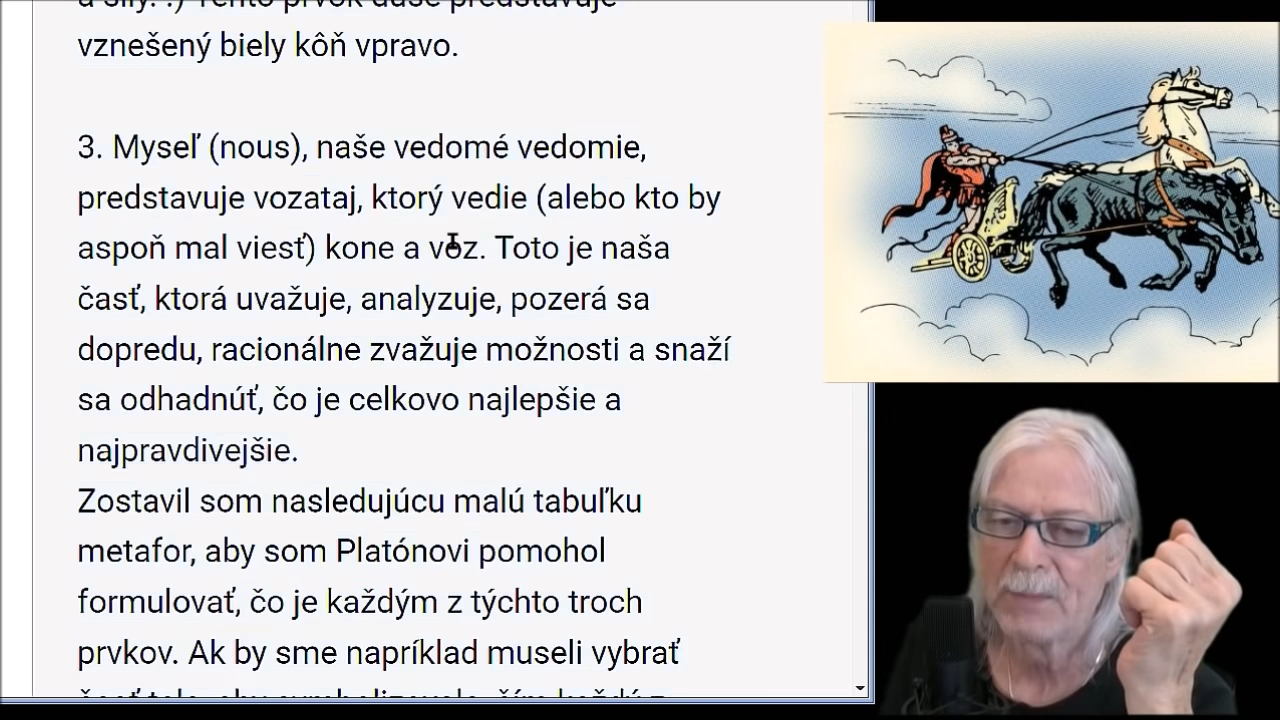 vznešený biely kôň vpravo.
3. Myseľ (nous), naše vedomé vedomie,
predstavuje vozataj, ktorý vedie (alebo kto by
aspoň mal viesť) kone a voz. Toto je naša
časť, ktorá uvažuje, analyzuje, pozerá sa
dopredu, racionálne zvažuje možnosti a snaží
sa odhadnúť, čo je celkovo najlepšie a
najpravdivejšie.
Zostavil som nasledujúcu malú tabuľku
metafor, aby som Platónovi pomohol
formulovať, čo je každým z týchto troch
prvkov. Ak by sme napríklad museli vybrať